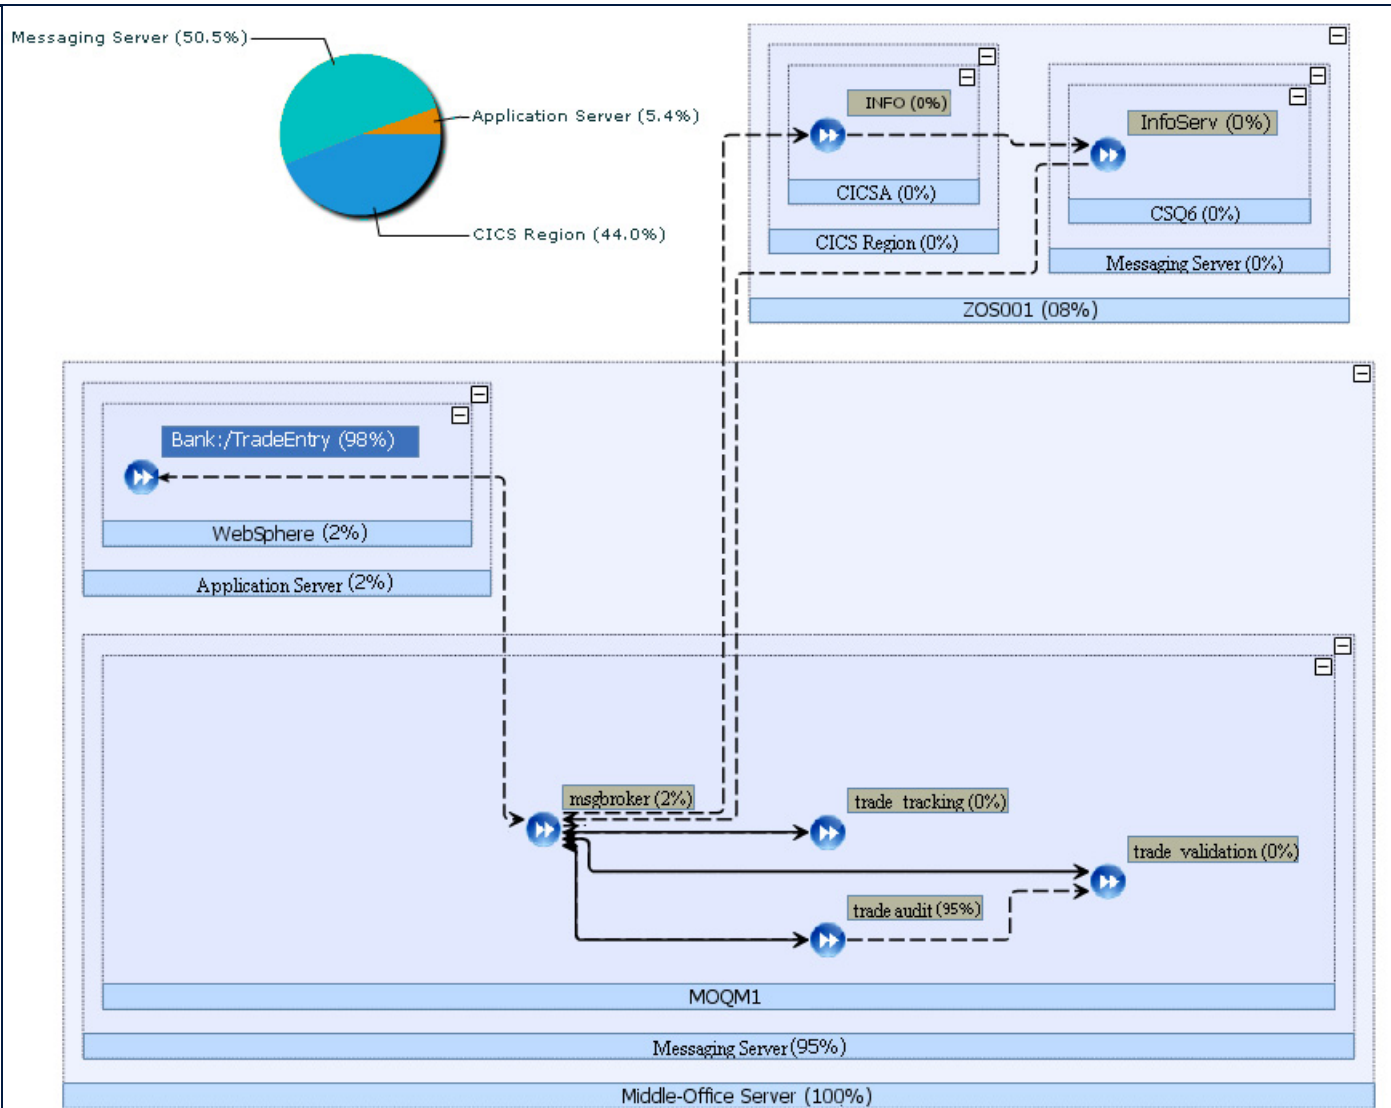 Messaging Server (50.5%)
Application Server (5.4%)
CICS Region (44.0%)
INFO (0%)
CICSA (0%)
CICS Region (0%)
InfoServ (0%)
CSQ6 (0%)
Messaging Server (0%)
ZOS001 (08%)
Bank:/TradeEntry (98%)
WebSphere (2%)
Application Server (2%)
msgbroker (2%)
trade tracking (0%)
trade validation (0%)
trade audit (95%)
MOQM1
Messaging Server (95%)
Middle-Office Server (100%)